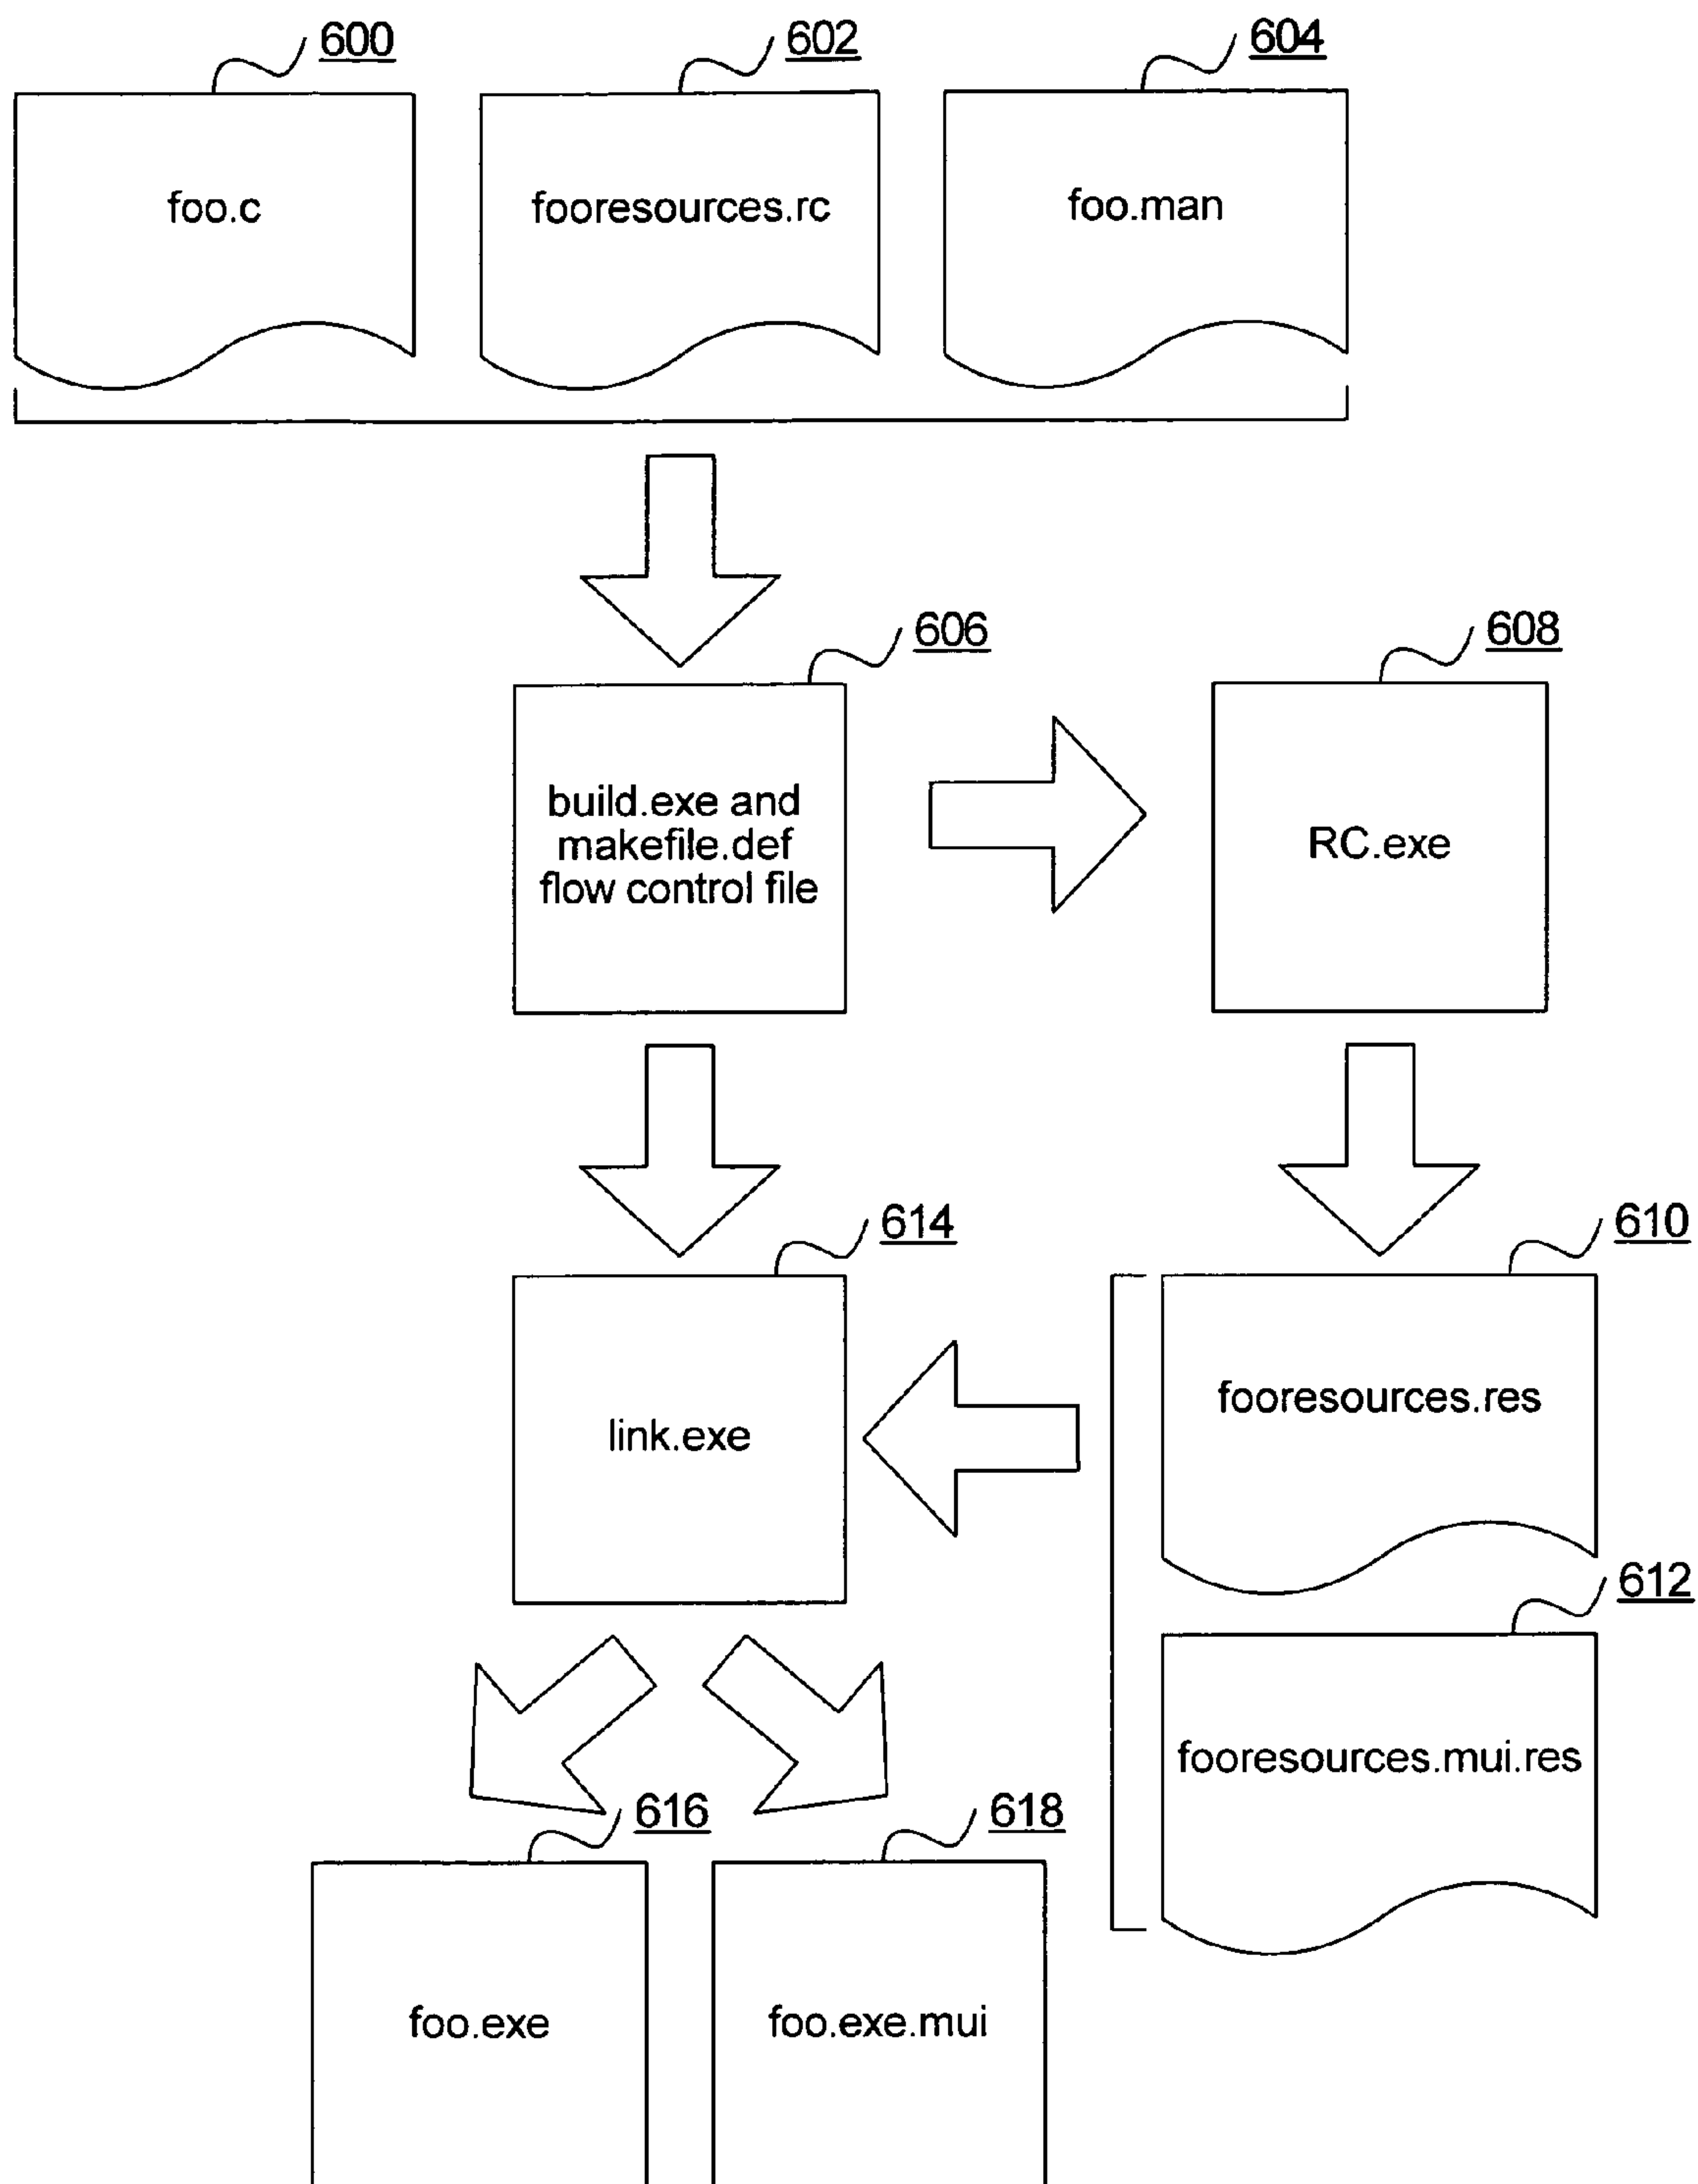 600
602
604
foo.c
fooresources.rc
foo.man
606
608
build.exe and
makefile.def
flow control file
RC.exe
614
610
link.exe
fooresources.res
612
fooresources.mui.res
616
618
foo.exe
foo.exe.mui